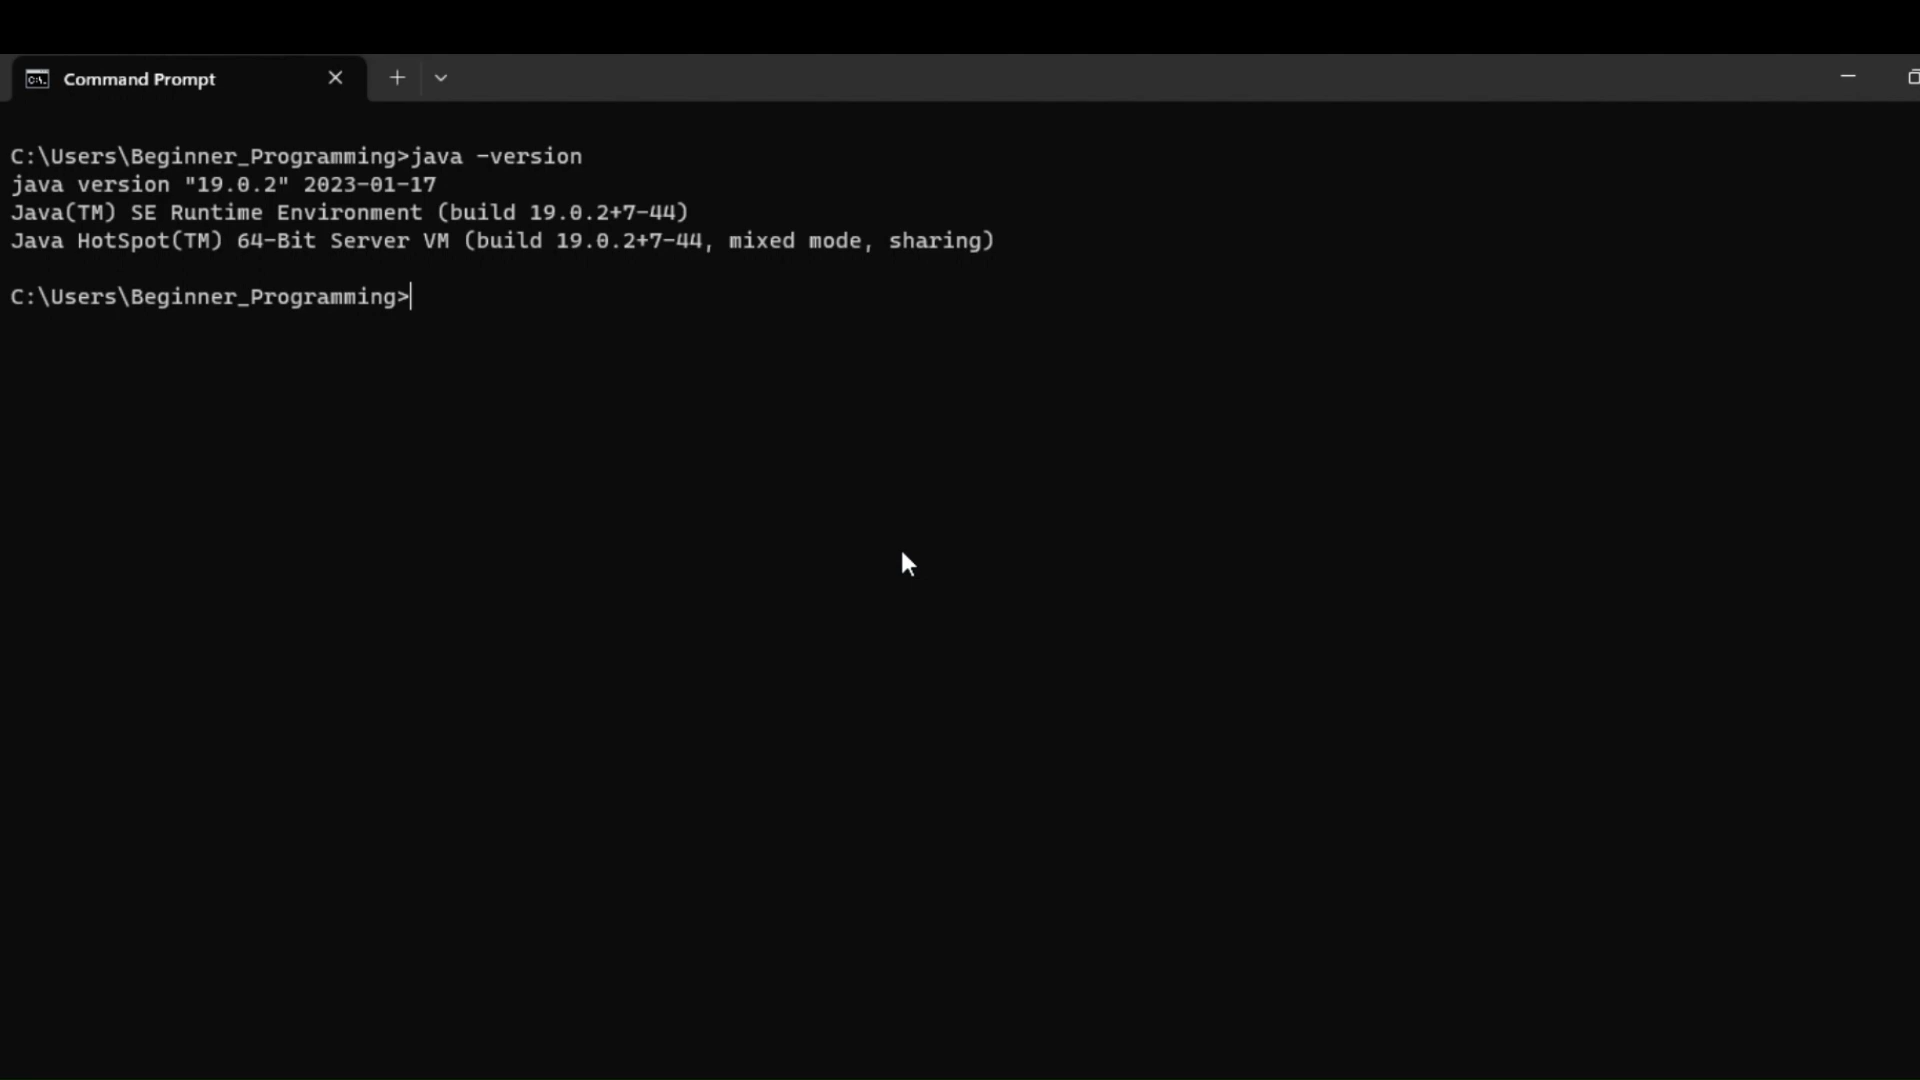 Command Prompt
C:\Users\Beginner_Programming>java -version
java version "19.0.2" 2023-01-17
Java(TM) SE Runtime Environment (build 19.0.2+7-44)
Java HotSpot(TM) 64-Bit Server VM (build 19.0.2+7-44, mixed mode, sharing)
C:\Users\Beginner_Programming>